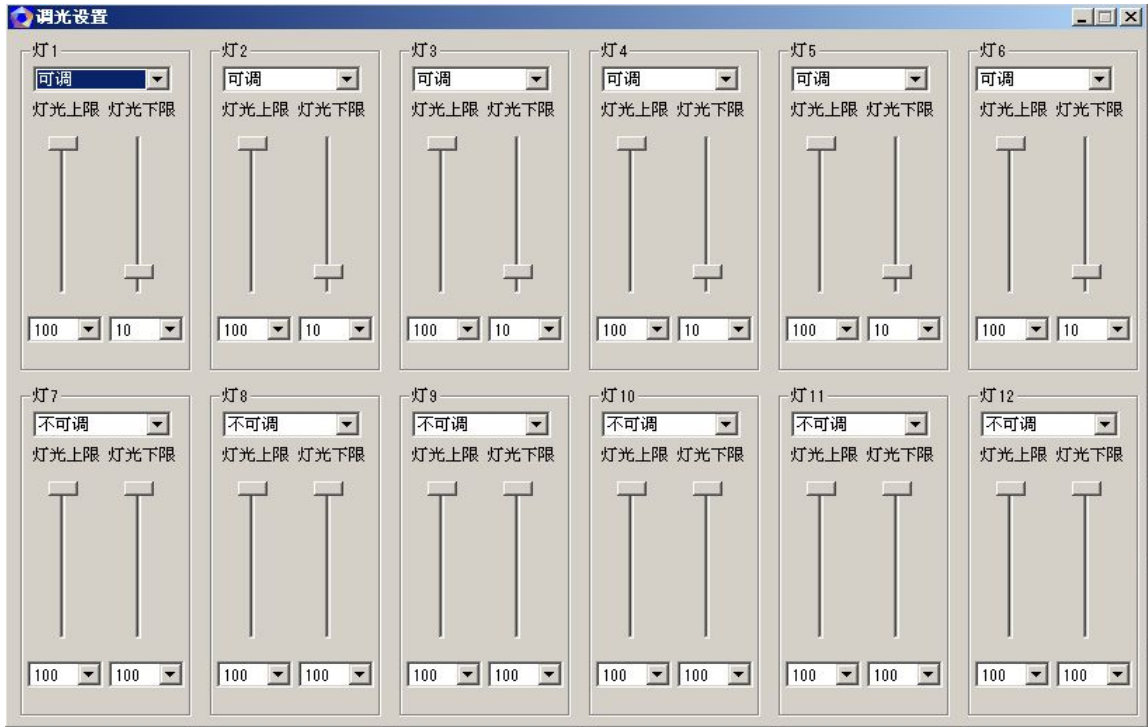 调光设置
灯1 灯2 灯3 灯4 灯5 灯6
可调 可调 可调 可调 可调 可调
灯光上限 灯光下限 灯光上限 灯光下限 灯光上限 灯光下限 灯光上限 灯光下限 灯光上限 灯光下限 灯光上限 灯光下限
100 10 100 10 100 10 100 10 100 10 100 10
灯7 灯8 灯9 灯10 灯11 灯12
不可调 不可调 不可调 不可调 不可调 不可调
灯光上限 灯光下限 灯光上限 灯光下限 灯光上限 灯光下限 灯光上限 灯光下限 灯光上限 灯光下限 灯光上限 灯光下限
100 100 100 100 100 100 100 100 100 100 100 100